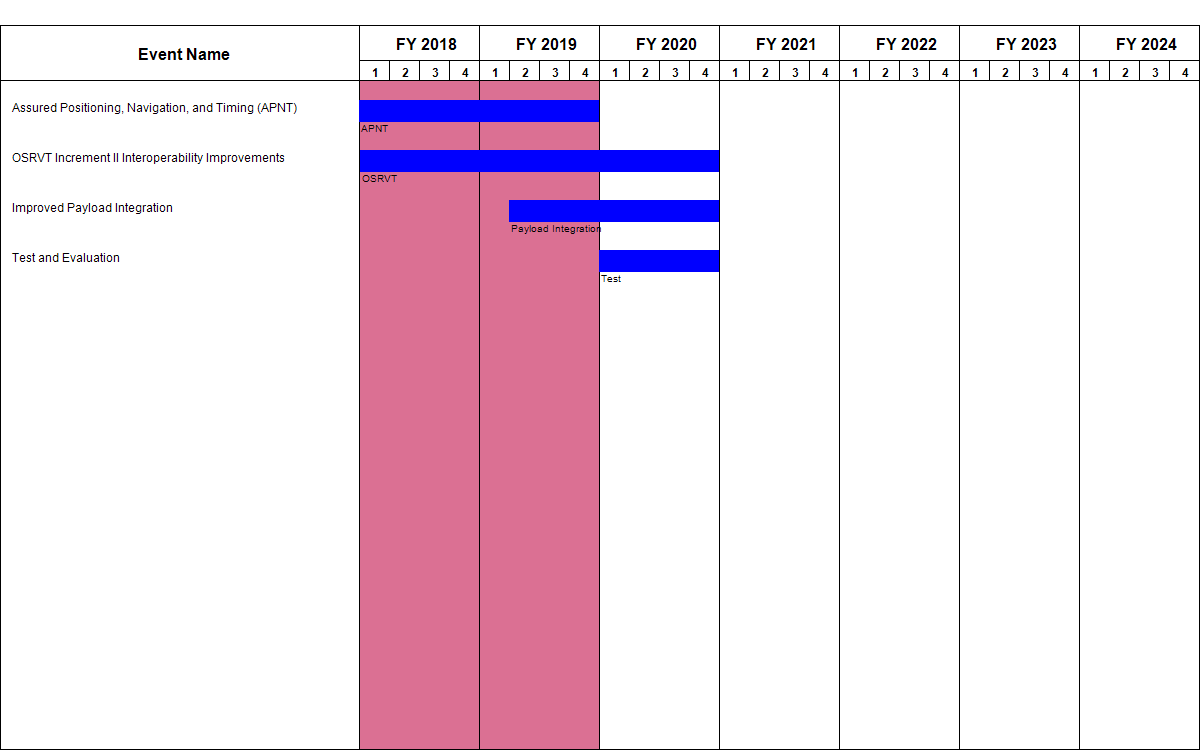 Event Name
FY 2018 FY 2019 FY 2020 FY 2021 FY 2022 FY 2023 FY 2024
1 2 3 4 1 2 3 4 1 2 3 4 1 2 3 4 1 2 3 4 1 2 3 4 1 2 3 4
Assured Positioning, Navigation, and Timing (APNT)
APNT
OSRVT Increment II Interoperability Improvements
OSRVT
Improved Payload Integration
Payload Integration
Test and Evaluation
Test